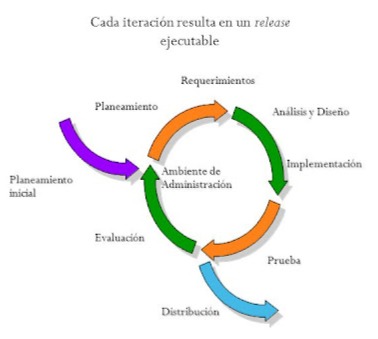 Cada iteración resulta en un release
ejecutable
Requerimientos
Planeamiento
Análisis y Diseño
Implementación
Planeamiento
inicial
Ambiente de
Administración
Evaluación
Prueba
Distribución